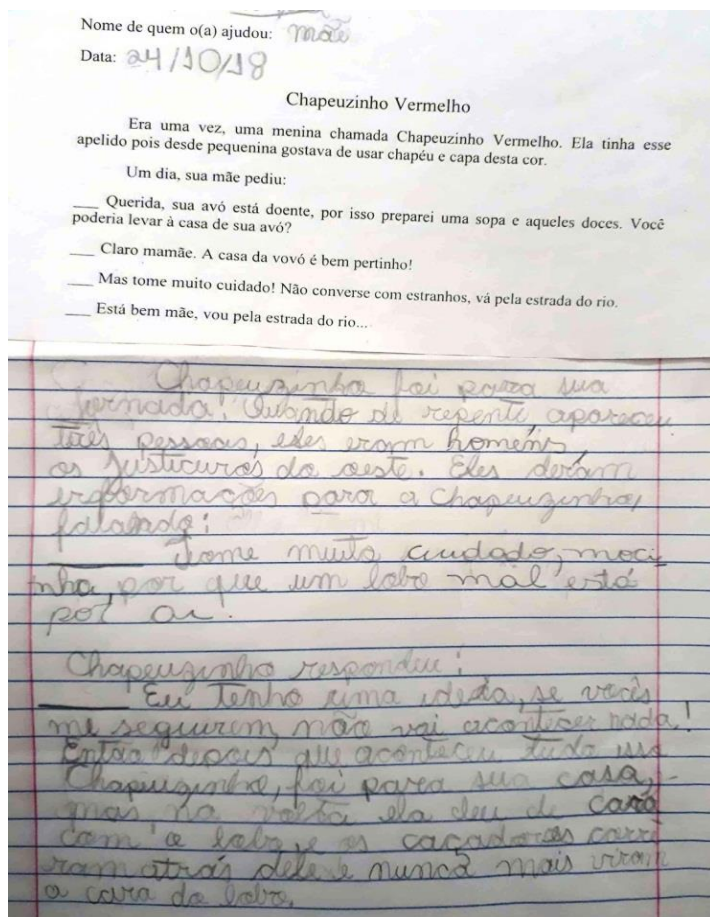 Nome de quem o(a) ajudou: mãe
Data: 24/10/18
Chapeuzinho Vermelho
Era uma vez, uma menina chamada Chapeuzinho Vermelho. Ela tinha esse
apelido pois desde pequenina gostava de usar chapéu e capa desta cor.
Um dia, sua mãe pediu:
___ Querida, sua avó está doente, por isso preparei uma sopa e aqueles doces. Você
poderia levar à casa de sua avó?
___ Claro mamãe. A casa da vovó é bem pertinho!
___ Mas tome muito cuidado! Não converse com estranhos, vá pela estrada do rio.
___ Está bem mãe, vou pela estrada do rio...
Chapeuzinho foi para sua
jornada! Quando de repente, apareceu
três pessoas, eles eram homens,
os justicuros do oeste. Eles deram
informações para a Chapeuzinho,
falando:
___ Tome muito cuidado, moci
nha, por que um lobo mal está
por ai.
Chapeuzinho respondeu:
___ Eu tenho uma ideia, se vocês
me seguirem, não vai acontecer nada!
Então depois que aconteceu tudo isso
Chapeuzinho, foi para sua casa,
mas na volta ela deu de cara
com o lobo, e os caçadores corre
ram atrás dele e nunca mais viram
a cara do lobo.